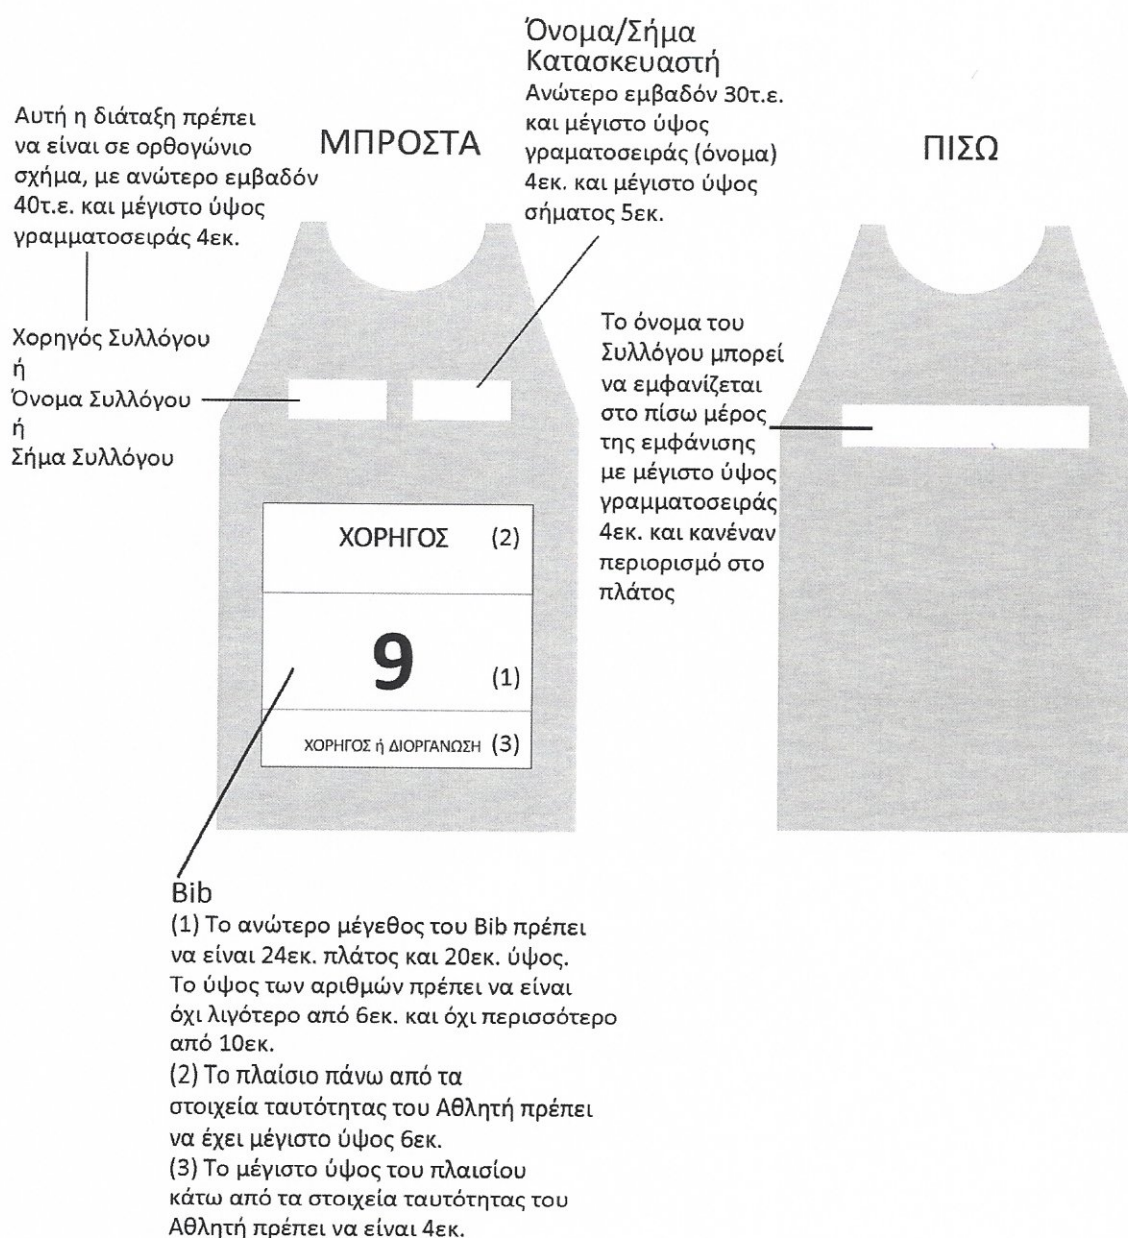 Αυτή η διάταξη πρέπει
να είναι σε ορθογώνιο
σχήμα, με ανώτερο εμβαδόν
40τ.ε. και μέγιστο ύψος
γραμματοσειράς 4εκ.
Χορηγός Συλλόγου
ή
Όνομα Συλλόγου
ή
Σήμα Συλλόγου
ΜΠΡΟΣΤΑ
Όνομα/Σήμα
Κατασκευαστή
Ανώτερο εμβαδόν 30τ.ε.
και μέγιστο ύψος
γραματοσειράς (όνομα)
4εκ. και μέγιστο ύψος
σήματος 5εκ.
ΠΙΣΩ
Το όνομα του
Συλλόγου μπορεί
να εμφανίζεται
στο πίσω μέρος
της εμφάνισης
με μέγιστο ύψος
γραμματοσειράς
4εκ. και κανέναν
περιορισμό στο
πλάτος
ΧΟΡΗΓΟΣ (2)
9 (1)
ΧΟΡΗΓΟΣ ή ΔΙΟΡΓΑΝΩΣΗ (3)
Bib
(1) Το ανώτερο μέγεθος του Bib πρέπει
να είναι 24εκ. πλάτος και 20εκ. ύψος.
Το ύψος των αριθμών πρέπει να είναι
όχι λιγότερο από 6εκ. και όχι περισσότερο
από 10εκ.
(2) Το πλαίσιο πάνω από τα
στοιχεία ταυτότητας του Αθλητή πρέπει
να έχει μέγιστο ύψος 6εκ.
(3) Το μέγιστο ύψος του πλαισίου
κάτω από τα στοιχεία ταυτότητας του
Αθλητή πρέπει να είναι 4εκ.